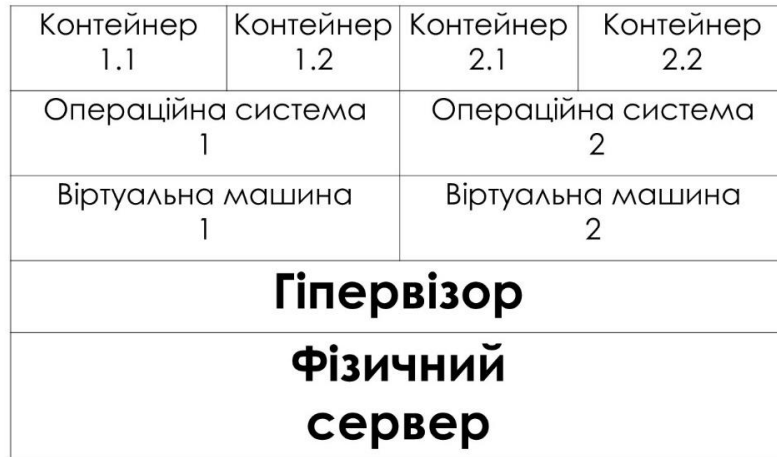 Контейнер
1.1
Контейнер
1.2
Контейнер
2.1
Контейнер
2.2
Операційна система
1
Операційна система
2
Віртуальна машина
1
Віртуальна машина
2
Гіпервізор
Фізичний
сервер